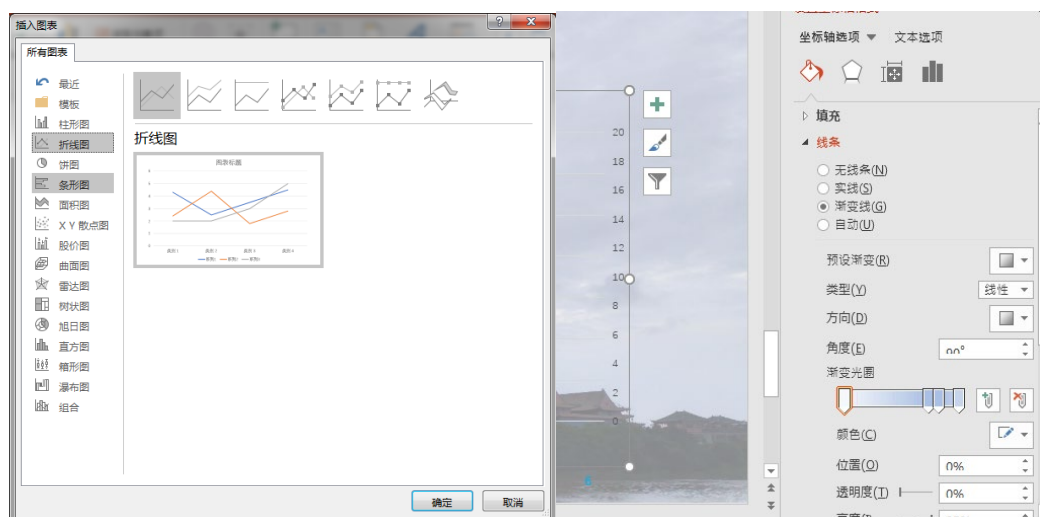 插入图表
所有图表
最近
模板
柱形图
折线图
饼图
条形图
面积图
X Y 散点图
股价图
曲面图
雷达图
树状图
旭日图
直方图
箱形图
瀑布图
组合
折线图
图表标题
确定
取消
20
18
16
14
12
10
8
6
4
2
0
坐标轴选项
文本选项
填充
线条
无线条(N)
实线(S)
渐变线(G)
自动(U)
预设渐变(R)
类型(Y)
线性
方向(D)
角度(E)
渐变光圈
颜色(C)
位置(O)
0%
透明度(T)
0%